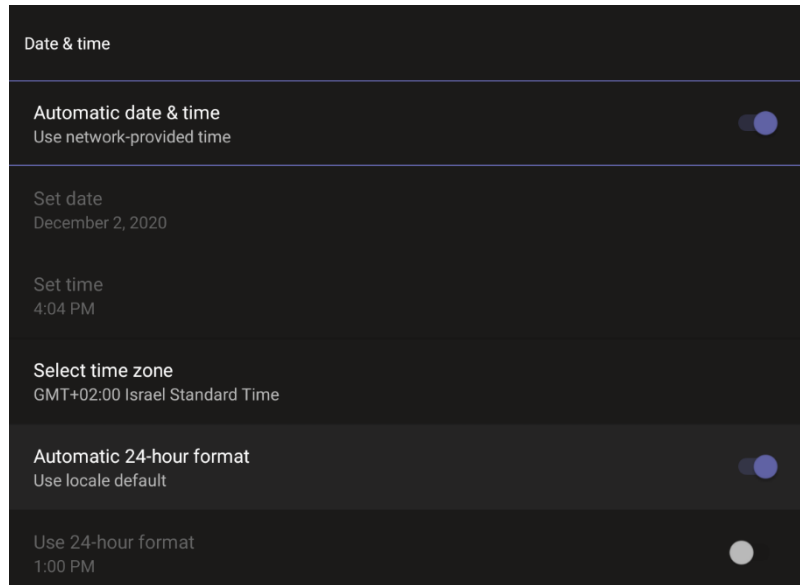 Date & time
Automatic date & time
Use network-provided time
Set date
December 2, 2020
Set time
4:04 PM
Select time zone
GMT+02:00 Israel Standard Time
Automatic 24-hour format
Use locale default
Use 24-hour format
1:00 PM